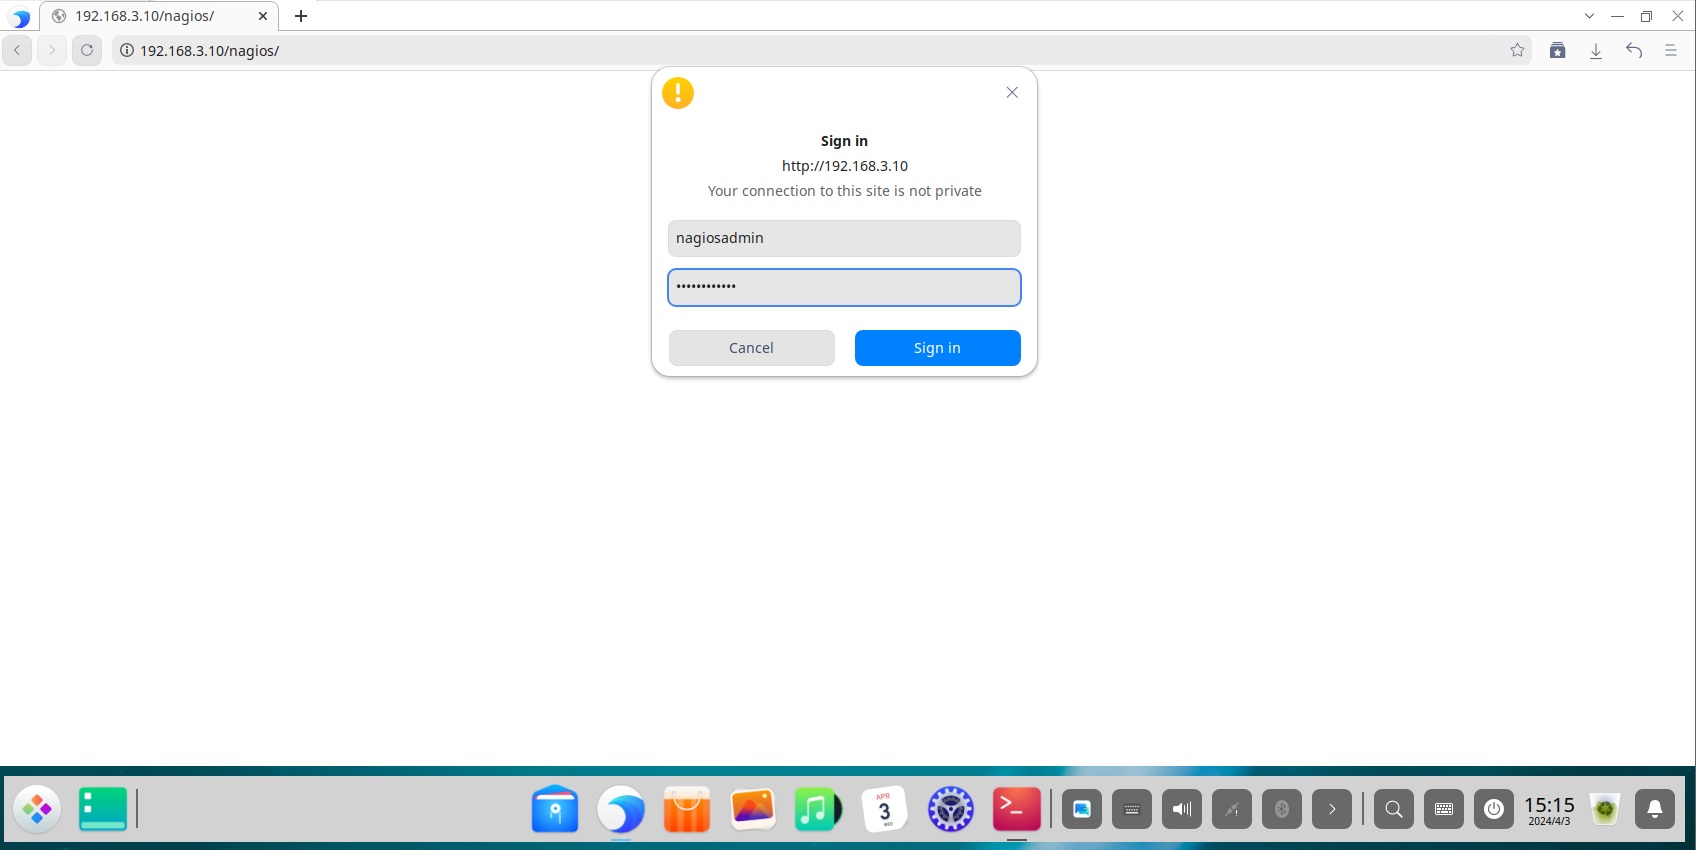 192.168.3.10/nagios/
192.168.3.10/nagios/
Sign in
http://192.168.3.10
Your connection to this site is not private
nagiosadmin
••••••••••••
Cancel
Sign in
APR
3
WED
15:15
2024/4/3